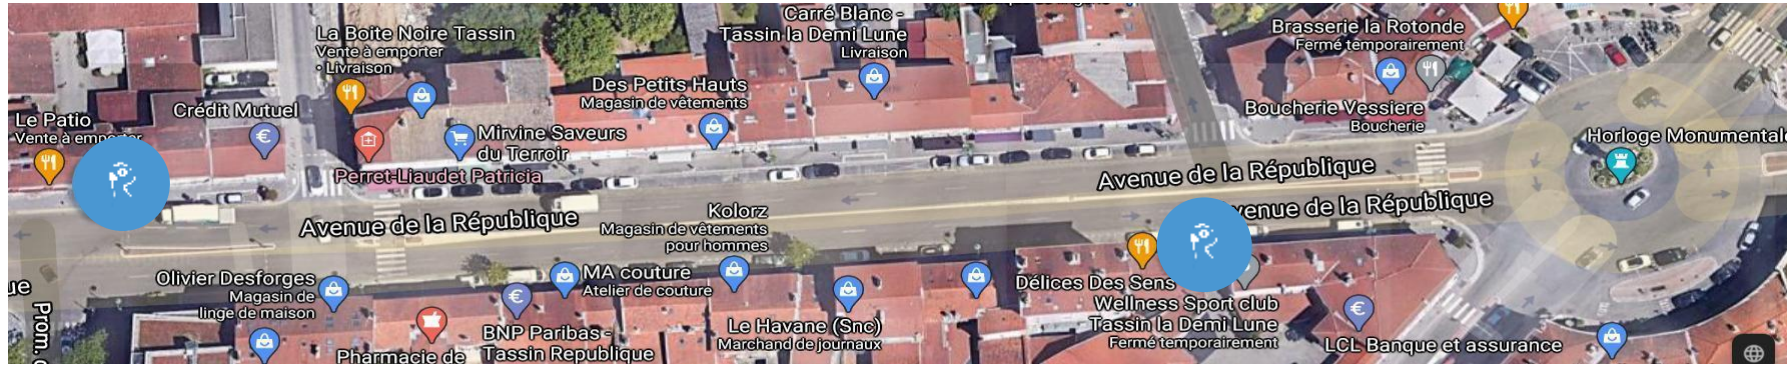 Carré Blanc -
Tassin la Demi Lune
Livraison
La Boite Noire Tassin
Vente à emporter
· Livraison
Brasserie la Rotonde
Fermé temporairement
Des Petits Hauts
Magasin de vêtements
Crédit Mutuel
Le Patio
Vente à emporter
Boucherie Vessiere
Boucherie
Mirvine Saveurs
du Terroir
Horloge Monumentale
Perret-Liaudet Patricia
Avenue de la République
Avenue de la République
venue de la République
Kolorz
Magasin de vêtements
pour hommes
Olivier Desforges
Magasin de
linge de maison
MA couture
Atelier de couture
Délices Des Sens
Wellness Sport club
Tassin la Demi Lune
Fermé temporairement
ue
Prom.
BNP Paribas -
Tassin Republique
Le Havane (Snc)
Marchand de journaux
LCL Banque et assurance
Pharmacie de